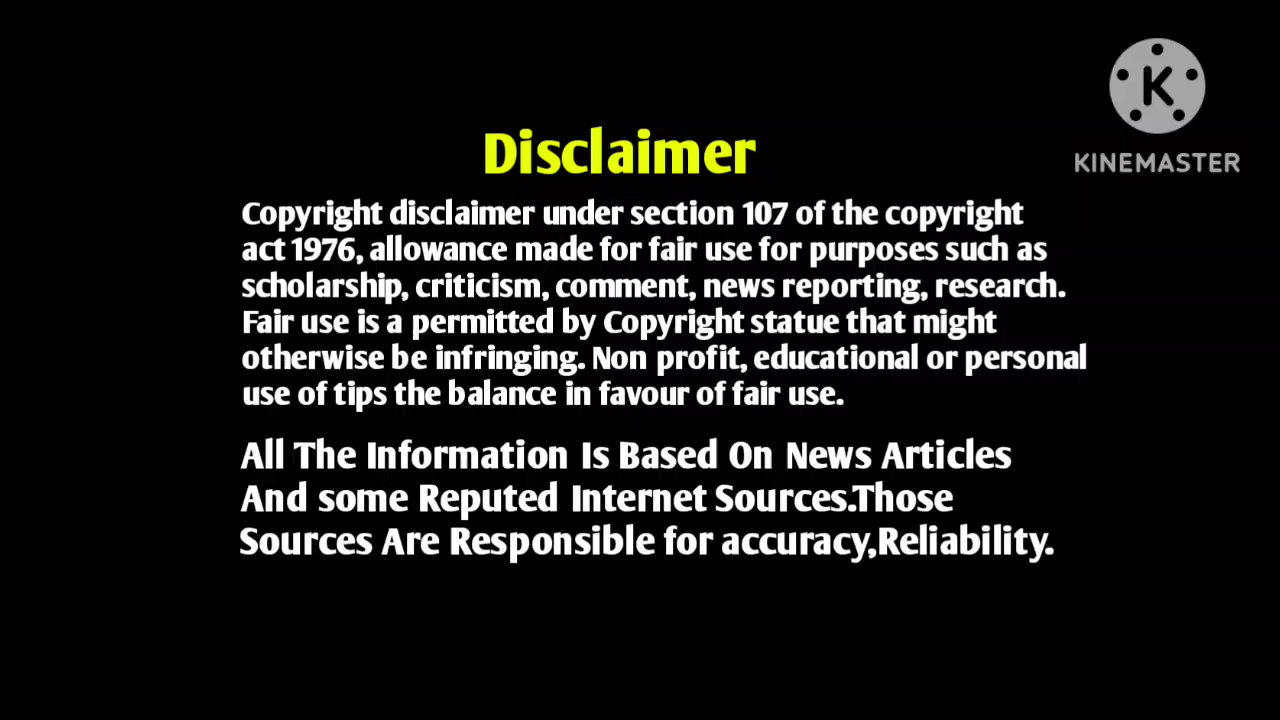 K
KINEMASTER
Disclaimer
Copyright disclaimer under section 107 of the copyright
act 1976, allowance made for fair use for purposes such as
scholarship, criticism, comment, news reporting, research.
Fair use is a permitted by Copyright statue that might
otherwise be infringing. Non profit, educational or personal
use of tips the balance in favour of fair use.
All The Information Is Based On News Articles
And some Reputed Internet Sources.Those
Sources Are Responsible for accuracy,Reliability.